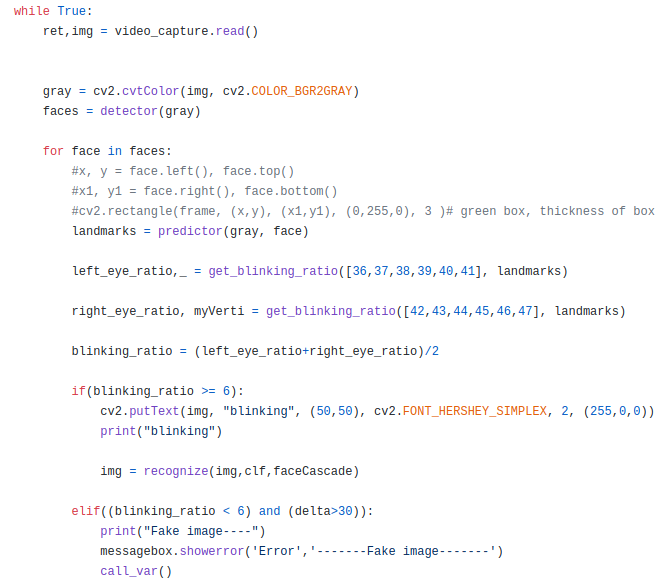 while True:
    ret,img = video_capture.read()
    gray = cv2.cvtColor(img, cv2.COLOR_BGR2GRAY)
    faces = detector(gray)
    for face in faces:
        #x, y = face.left(), face.top()
        #x1, y1 = face.right(), face.bottom()
        #cv2.rectangle(frame, (x,y), (x1,y1), (0,255,0), 3 )# green box, thickness of box
        landmarks = predictor(gray, face)
        left_eye_ratio,_ = get_blinking_ratio([36,37,38,39,40,41], landmarks)
        right_eye_ratio, myVerti = get_blinking_ratio([42,43,44,45,46,47], landmarks)
        blinking_ratio = (left_eye_ratio+right_eye_ratio)/2
        if(blinking_ratio >= 6):
            cv2.putText(img, "blinking", (50,50), cv2.FONT_HERSHEY_SIMPLEX, 2, (255,0,0))
            print("blinking")
            img = recognize(img,clf,faceCascade)
        elif((blinking_ratio < 6) and (delta>30)):
            print("Fake image----")
            messagebox.showerror('Error','-------Fake image-------')
            call_var()